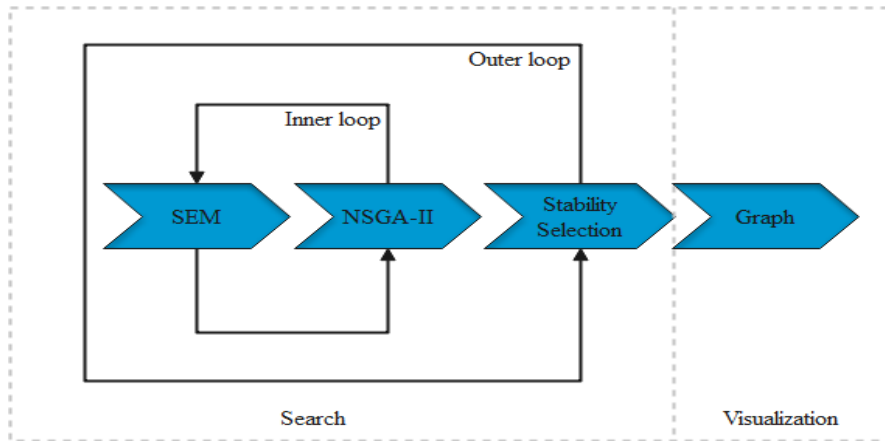 Outer loop
Inner loop
SEM
NSGA-II
Stability
Selection
Graph
Search
Visualization